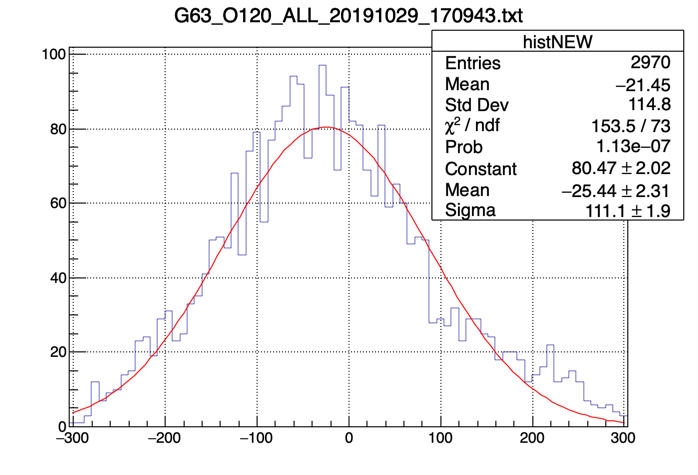 G63_O120_ALL_20191029_170943.txt
histNEW
Entries 2970
Mean −21.45
Std Dev 114.8
χ² / ndf 153.5 / 73
Prob 1.13e−07
Constant 80.47 ± 2.02
Mean −25.44 ± 2.31
Sigma 111.1 ± 1.9
100
80
60
40
20
0
−300 −200 −100 0 100 200 300